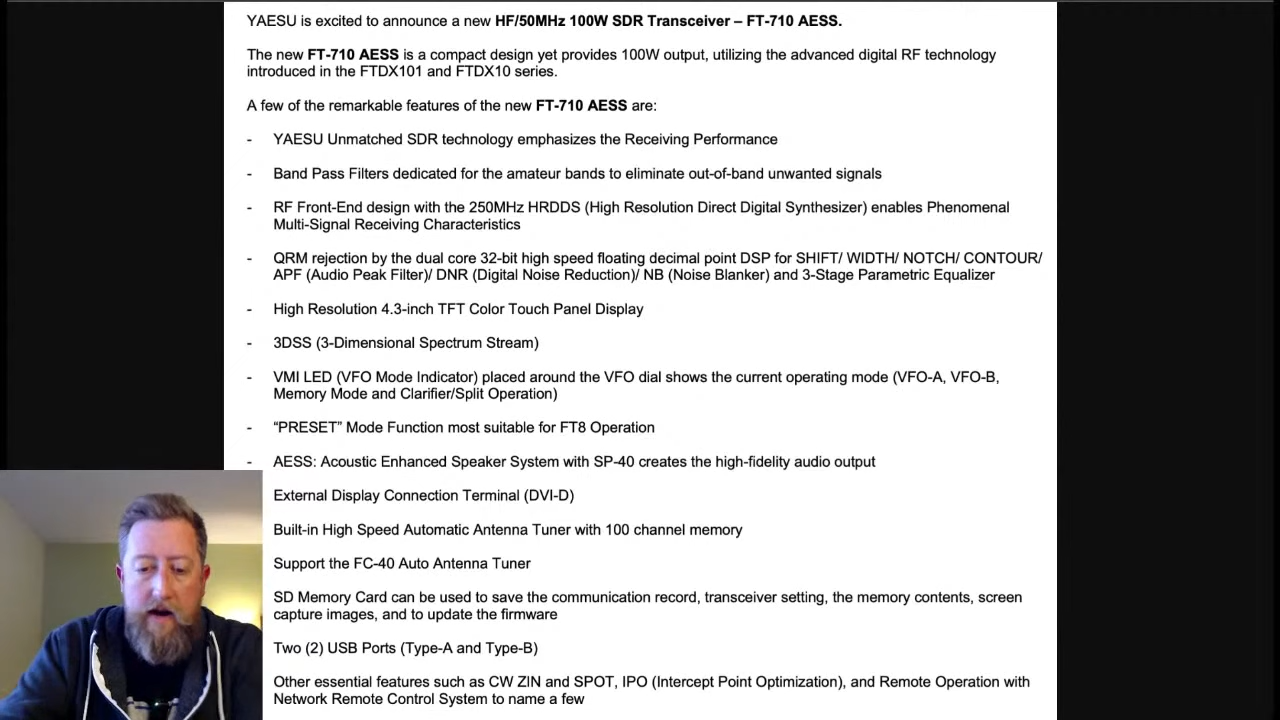 YAESU is excited to announce a new HF/50MHz 100W SDR Transceiver – FT-710 AESS.
The new FT-710 AESS is a compact design yet provides 100W output, utilizing the advanced digital RF technology
introduced in the FTDX101 and FTDX10 series.
A few of the remarkable features of the new FT-710 AESS are:
- YAESU Unmatched SDR technology emphasizes the Receiving Performance
- Band Pass Filters dedicated for the amateur bands to eliminate out-of-band unwanted signals
- RF Front-End design with the 250MHz HRDDS (High Resolution Direct Digital Synthesizer) enables Phenomenal
Multi-Signal Receiving Characteristics
- QRM rejection by the dual core 32-bit high speed floating decimal point DSP for SHIFT/ WIDTH/ NOTCH/ CONTOUR/
APF (Audio Peak Filter)/ DNR (Digital Noise Reduction)/ NB (Noise Blanker) and 3-Stage Parametric Equalizer
- High Resolution 4.3-inch TFT Color Touch Panel Display
- 3DSS (3-Dimensional Spectrum Stream)
- VMI LED (VFO Mode Indicator) placed around the VFO dial shows the current operating mode (VFO-A, VFO-B,
Memory Mode and Clarifier/Split Operation)
- “PRESET” Mode Function most suitable for FT8 Operation
- AESS: Acoustic Enhanced Speaker System with SP-40 creates the high-fidelity audio output
External Display Connection Terminal (DVI-D)
Built-in High Speed Automatic Antenna Tuner with 100 channel memory
Support the FC-40 Auto Antenna Tuner
SD Memory Card can be used to save the communication record, transceiver setting, the memory contents, screen
capture images, and to update the firmware
Two (2) USB Ports (Type-A and Type-B)
Other essential features such as CW ZIN and SPOT, IPO (Intercept Point Optimization), and Remote Operation with
Network Remote Control System to name a few